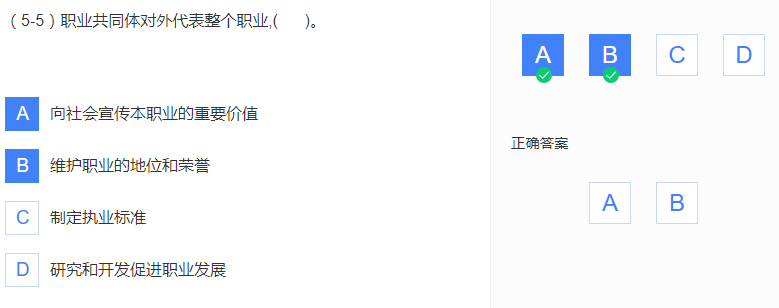 （5-5）职业共同体对外代表整个职业,(      )。
A 向社会宣传本职业的重要价值
B 维护职业的地位和荣誉
C 制定执业标准
D 研究和开发促进职业发展
A B C D
正确答案
A B